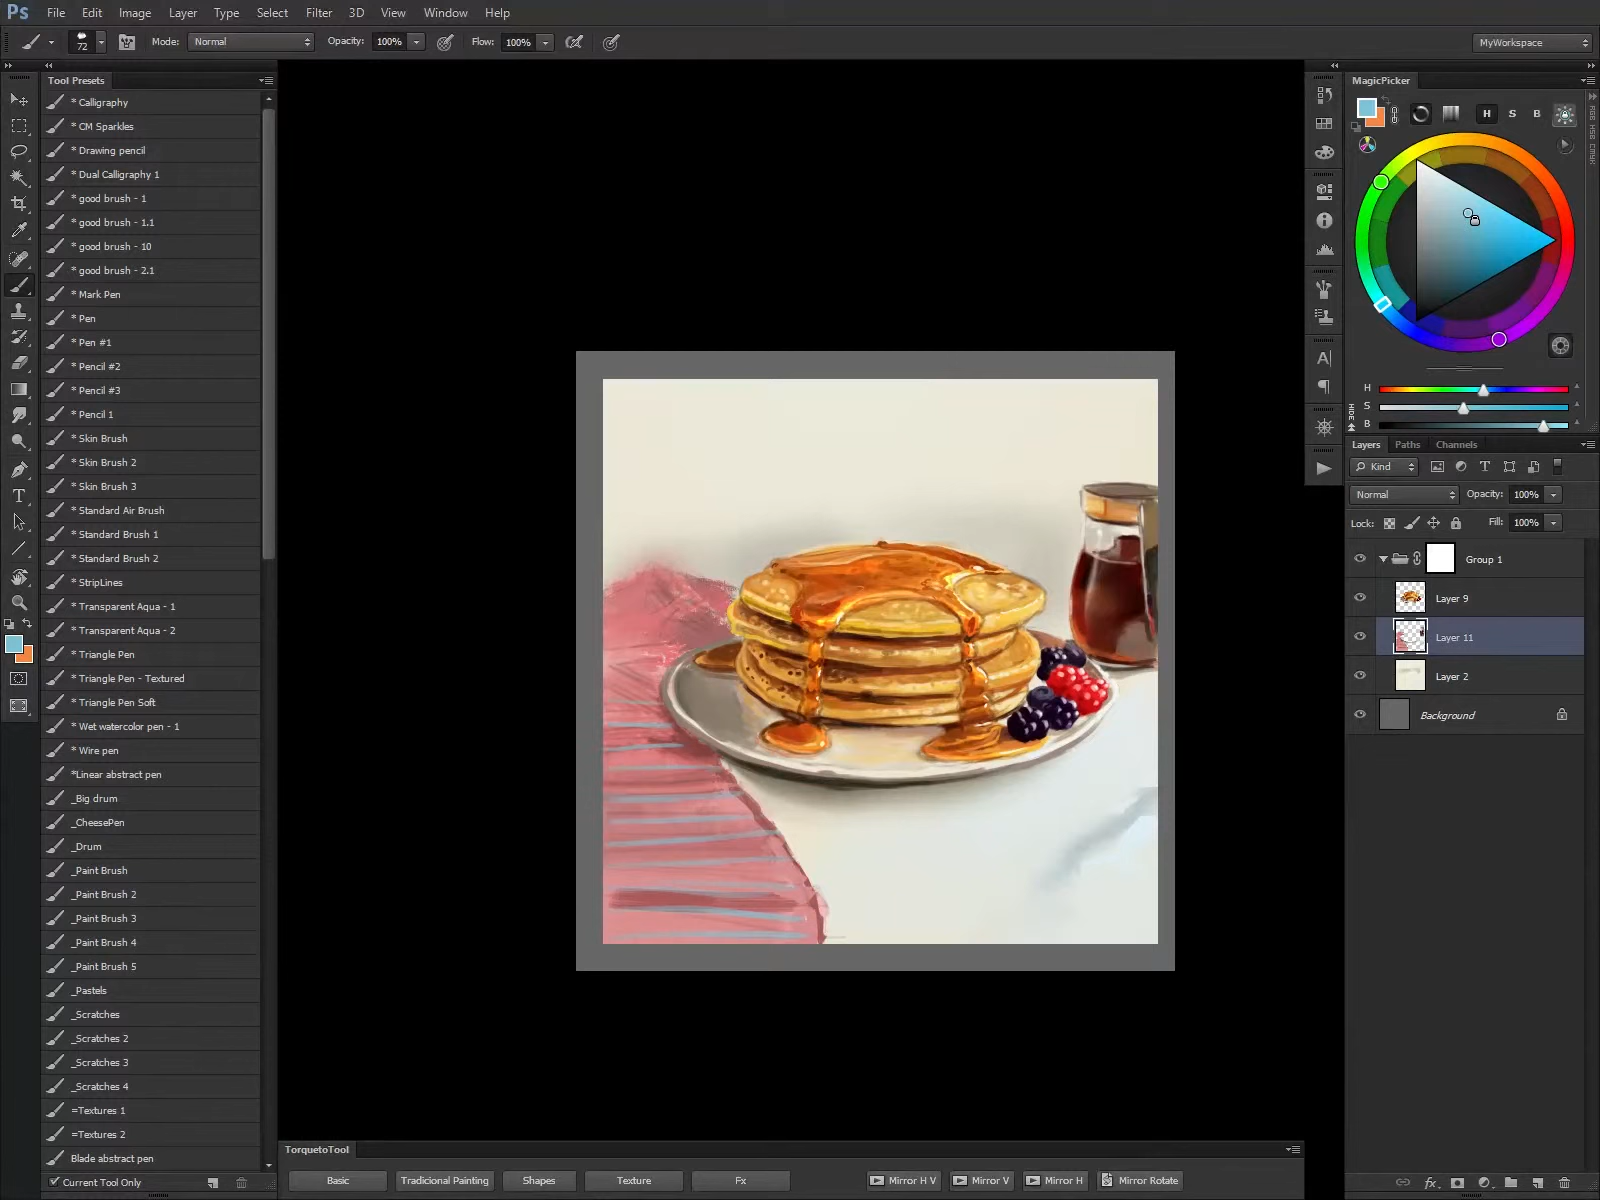 Ps File Edit Image Layer Type Select Filter 3D View Window Help
72 Mode: Normal Opacity: 100% Flow: 100% MyWorkspace
Tool Presets
* Calligraphy
* CM Sparkles
* Drawing pencil
* Dual Calligraphy 1
* good brush - 1
* good brush - 1.1
* good brush - 10
* good brush - 2.1
* Mark Pen
* Pen
* Pen #1
* Pencil #2
* Pencil #3
* Pencil 1
* Skin Brush
* Skin Brush 2
* Skin Brush 3
* Standard Air Brush
* Standard Brush 1
* Standard Brush 2
* StripLines
* Transparent Aqua - 1
* Transparent Aqua - 2
* Triangle Pen
* Triangle Pen - Textured
* Triangle Pen Soft
* Wet watercolor pen - 1
* Wire pen
*Linear abstract pen
_Big drum
_CheesePen
_Drum
_Paint Brush
_Paint Brush 2
_Paint Brush 3
_Paint Brush 4
_Paint Brush 5
_Pastels
_Scratches
_Scratches 2
_Scratches 3
_Scratches 4
=Textures 1
=Textures 2
Blade abstract pen
Current Tool Only
TorquetoTool
Basic Traditional Painting Shapes Texture Fx Mirror H V Mirror V Mirror H Mirror Rotate
MagicPicker
H S B
RGB HSB CMYK
H
S
B
HIDE
Layers Paths Channels
Kind
Normal Opacity: 100%
Lock: Fill: 100%
Group 1
Layer 9
Layer 11
Layer 2
Background